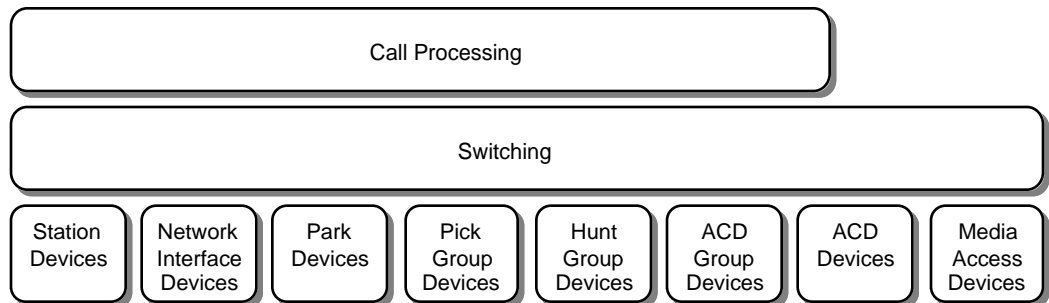 Call Processing
Switching
Station
Devices
Network
Interface
Devices
Park
Devices
Pick
Group
Devices
Hunt
Group
Devices
ACD
Group
Devices
ACD
Devices
Media
Access
Devices